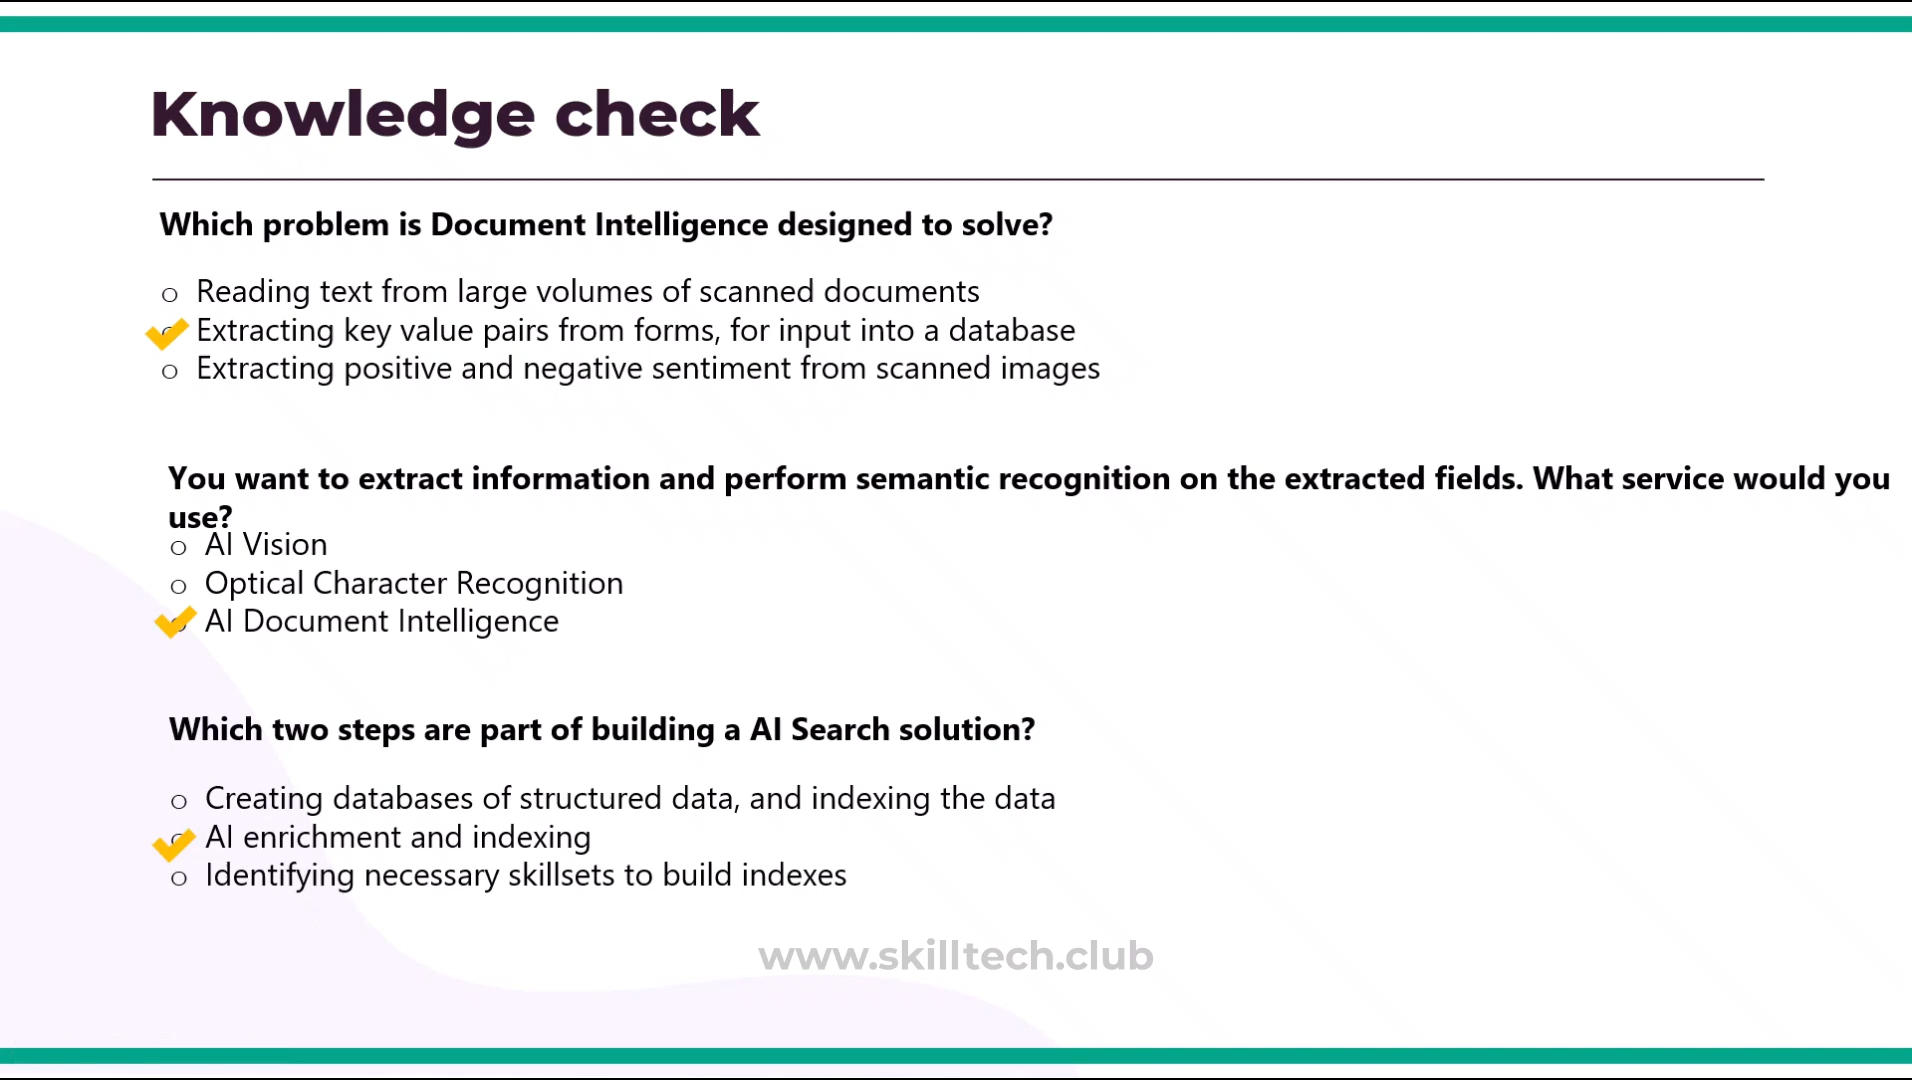 Knowledge check
Which problem is Document Intelligence designed to solve?
o Reading text from large volumes of scanned documents
Extracting key value pairs from forms, for input into a database
o Extracting positive and negative sentiment from scanned images
You want to extract information and perform semantic recognition on the extracted fields. What service would you
use?
o AI Vision
o Optical Character Recognition
AI Document Intelligence
Which two steps are part of building a AI Search solution?
o Creating databases of structured data, and indexing the data
AI enrichment and indexing
o Identifying necessary skillsets to build indexes
www.skilltech.club